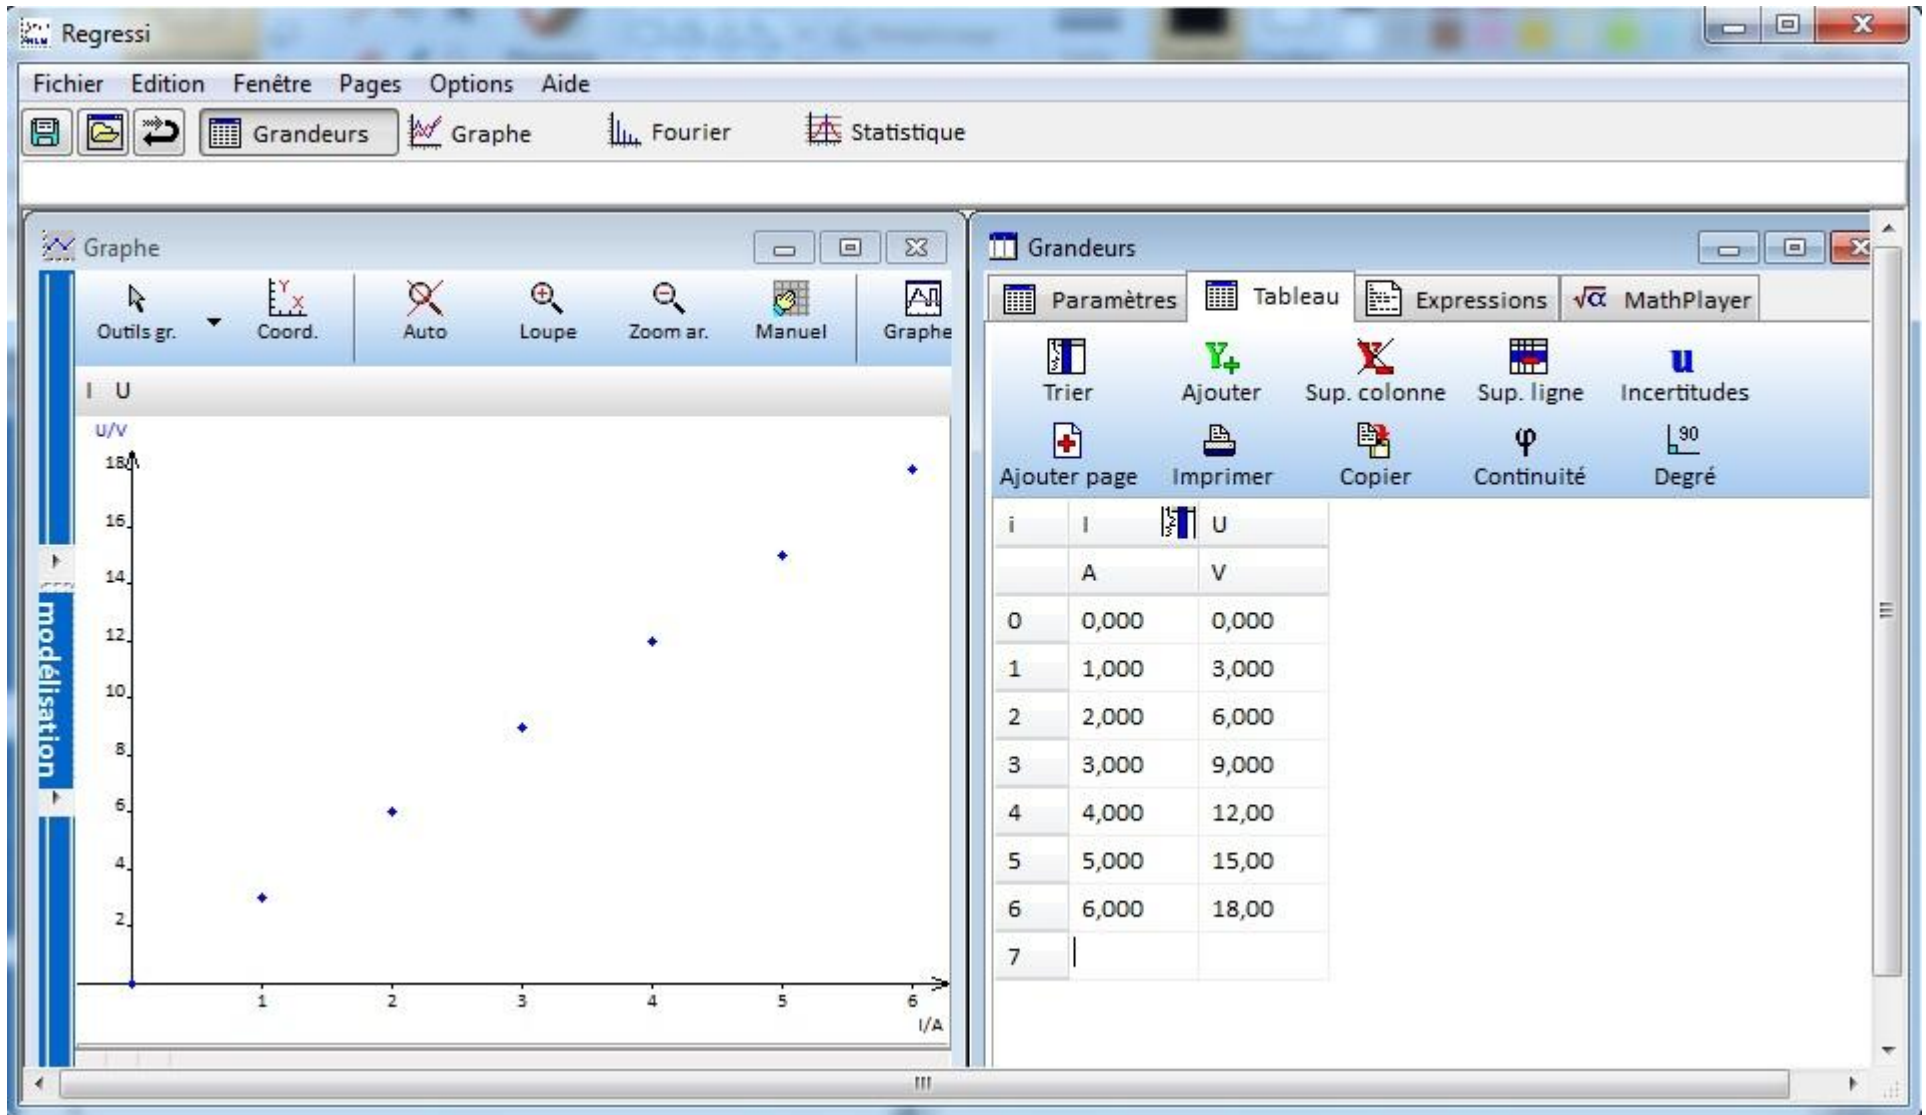 Regressi
Fichier Edition Fenêtre Pages Options Aide
Grandeurs Graphe Fourier Statistique
Graphe
Outils gr. Coord. Auto Loupe Zoom ar. Manuel Graphe
I U
U/V
18
16
14
12
10
8
6
4
2
1 2 3 4 5 6
I/A
modélisation
Grandeurs
Paramètres Tableau Expressions √α MathPlayer
Trier Ajouter Sup. colonne Sup. ligne Incertitudes
Ajouter page Imprimer Copier Continuité Degré
i I U
A V
0 0,000 0,000
1 1,000 3,000
2 2,000 6,000
3 3,000 9,000
4 4,000 12,00
5 5,000 15,00
6 6,000 18,00
7